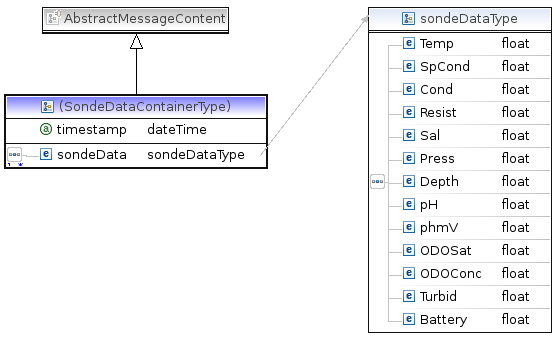 AbstractMessageContent
(SondeDataContainerType)
timestamp dateTime
sondeData sondeDataType
sondeDataType
Temp float
SpCond float
Cond float
Resist float
Sal float
Press float
Depth float
pH float
phmV float
ODOSat float
ODOConc float
Turbid float
Battery float